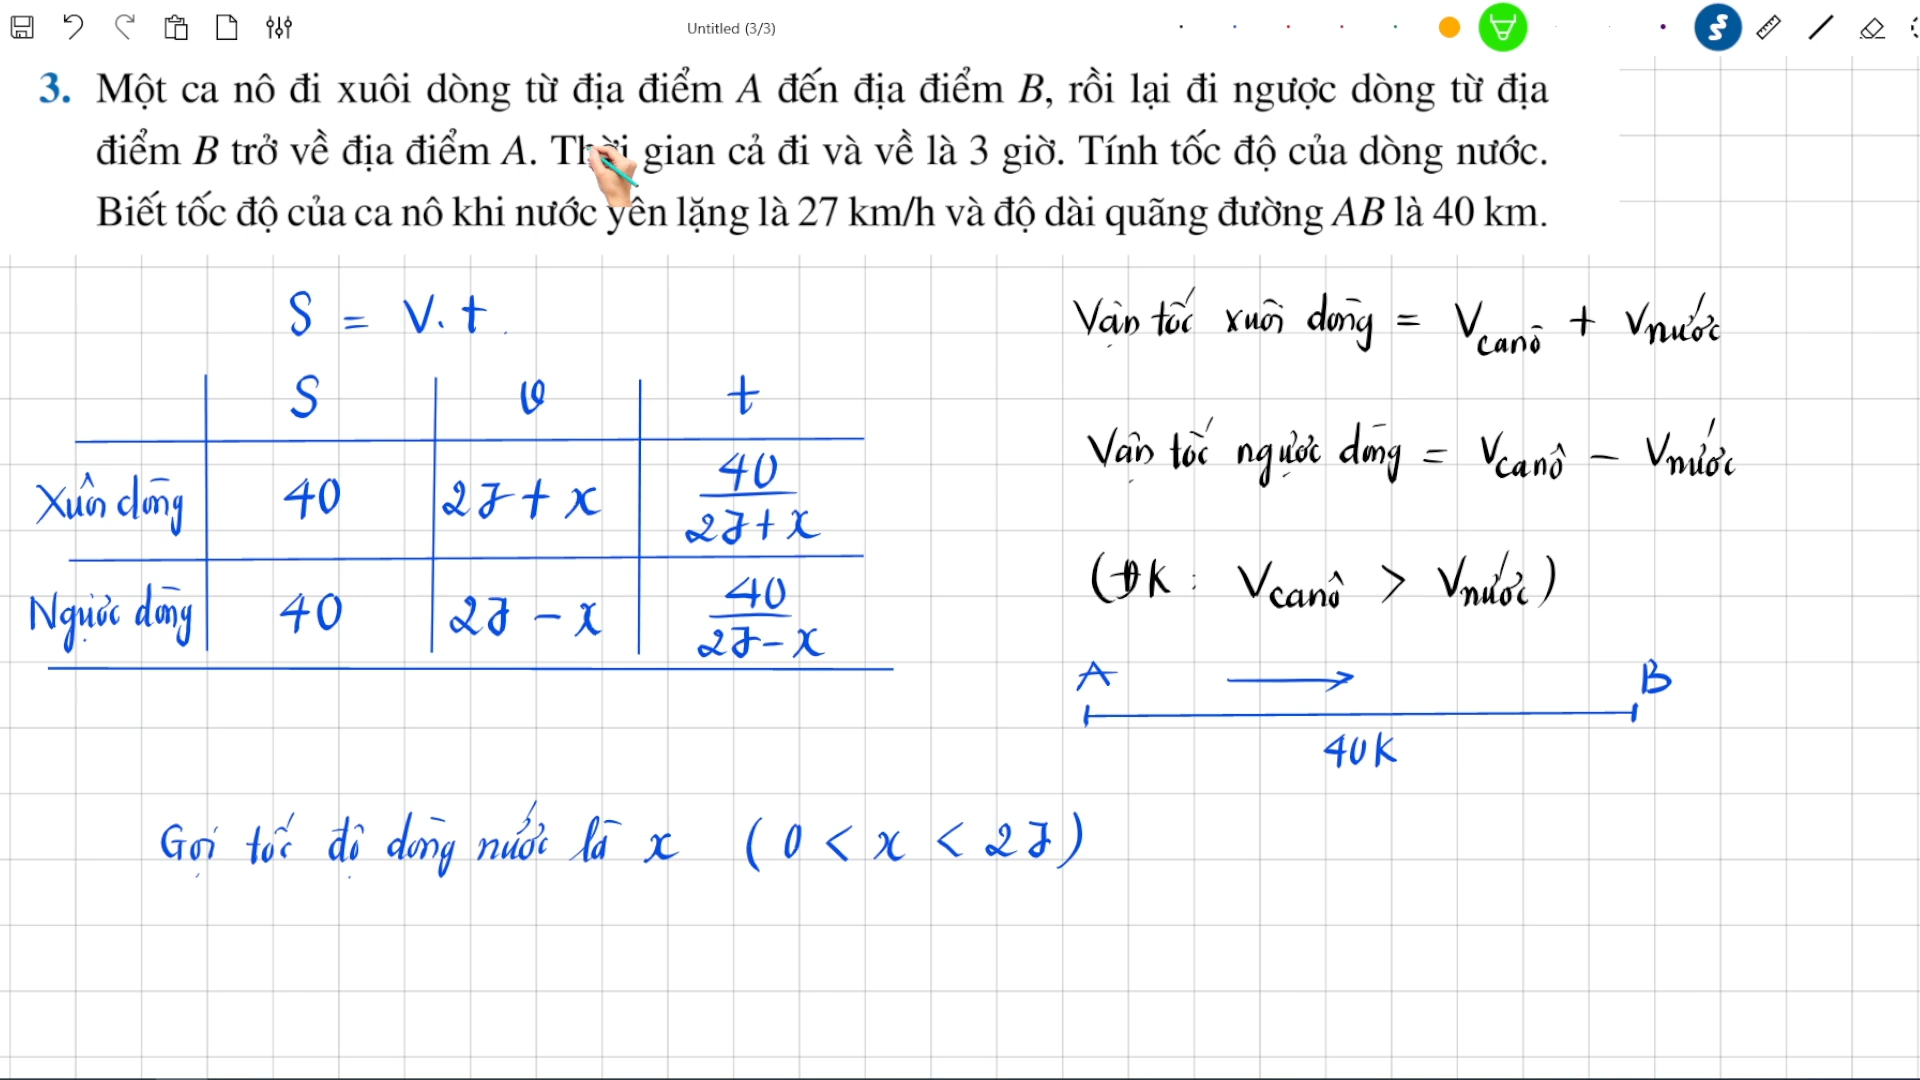 Untitled (3/3)
3. Một ca nô đi xuôi dòng từ địa điểm A đến địa điểm B, rồi lại đi ngược dòng từ địa
điểm B trở về địa điểm A. Thời gian cả đi và về là 3 giờ. Tính tốc độ của dòng nước.
Biết tốc độ của ca nô khi nước yên lặng là 27 km/h và độ dài quãng đường AB là 40 km.
S = V.t
S v t
Xuôi dòng 40 27+x 40/(27+x)
Ngược dòng 40 27-x 40/(27-x)
Vận tốc xuôi dòng = Vcanô + Vnước
Vận tốc ngược dòng = Vcanô - Vnước
(ĐK: Vcanô > Vnước)
A B
40K
Gọi tốc độ dòng nước là x (0 < x < 27)